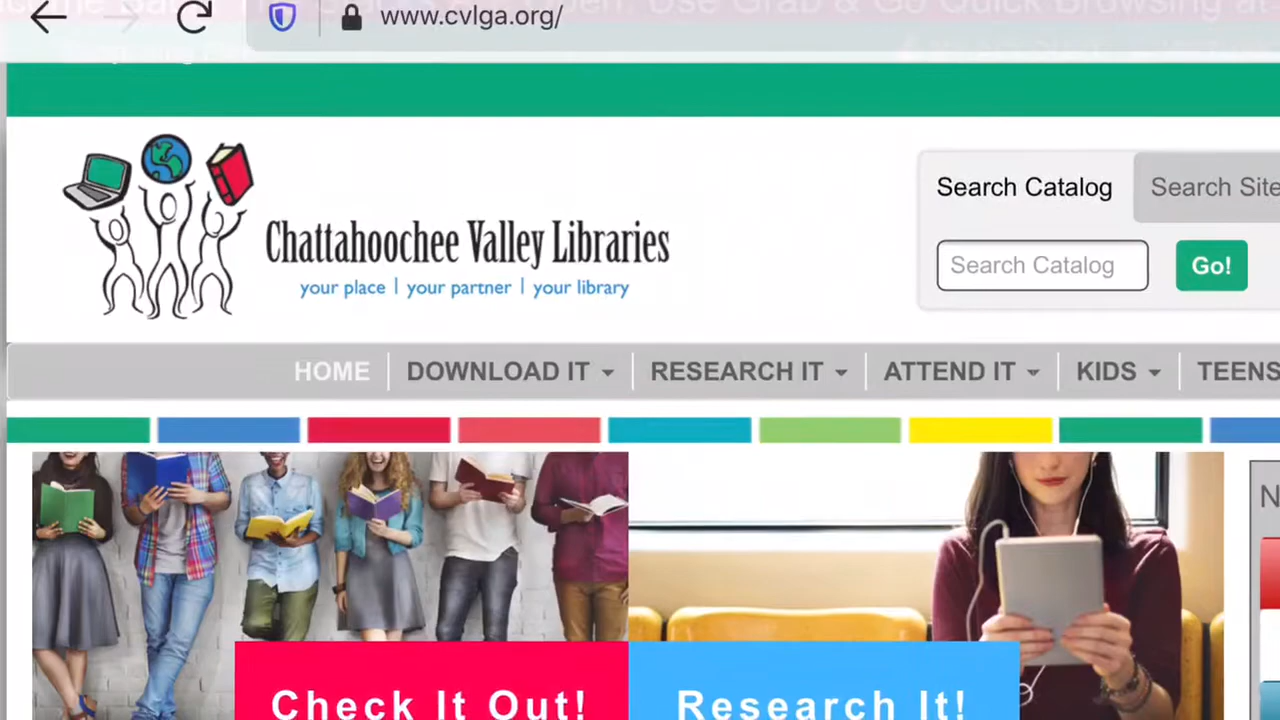 www.cvlga.org/
Search Catalog
Search Site
Chattahoochee Valley Libraries
your place | your partner | your library
Search Catalog
Go!
HOME
DOWNLOAD IT
RESEARCH IT
ATTEND IT
KIDS
TEENS
Check It Out!
Research It!